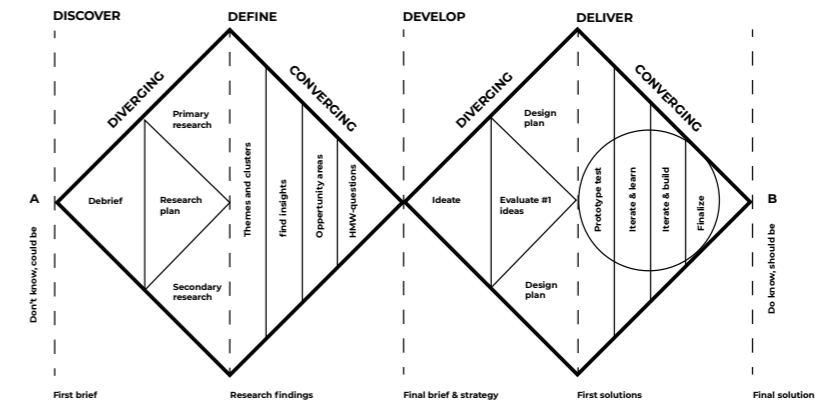 DISCOVER
DEFINE
DEVELOP
DELIVER
DIVERGING
CONVERGING
DIVERGING
CONVERGING
A
Don't know, could be
Debrief
Primary
research
Research
plan
Secondary
research
Themes and clusters
find insights
Oppertunity areas
HMW-questions
Ideate
Design
plan
Evaluate #1
ideas
Design
plan
Prototype test
Iterate & learn
Iterate & build
Finalize
B
Do know, should be
First brief
Research findings
Final brief & strategy
First solutions
Final solution